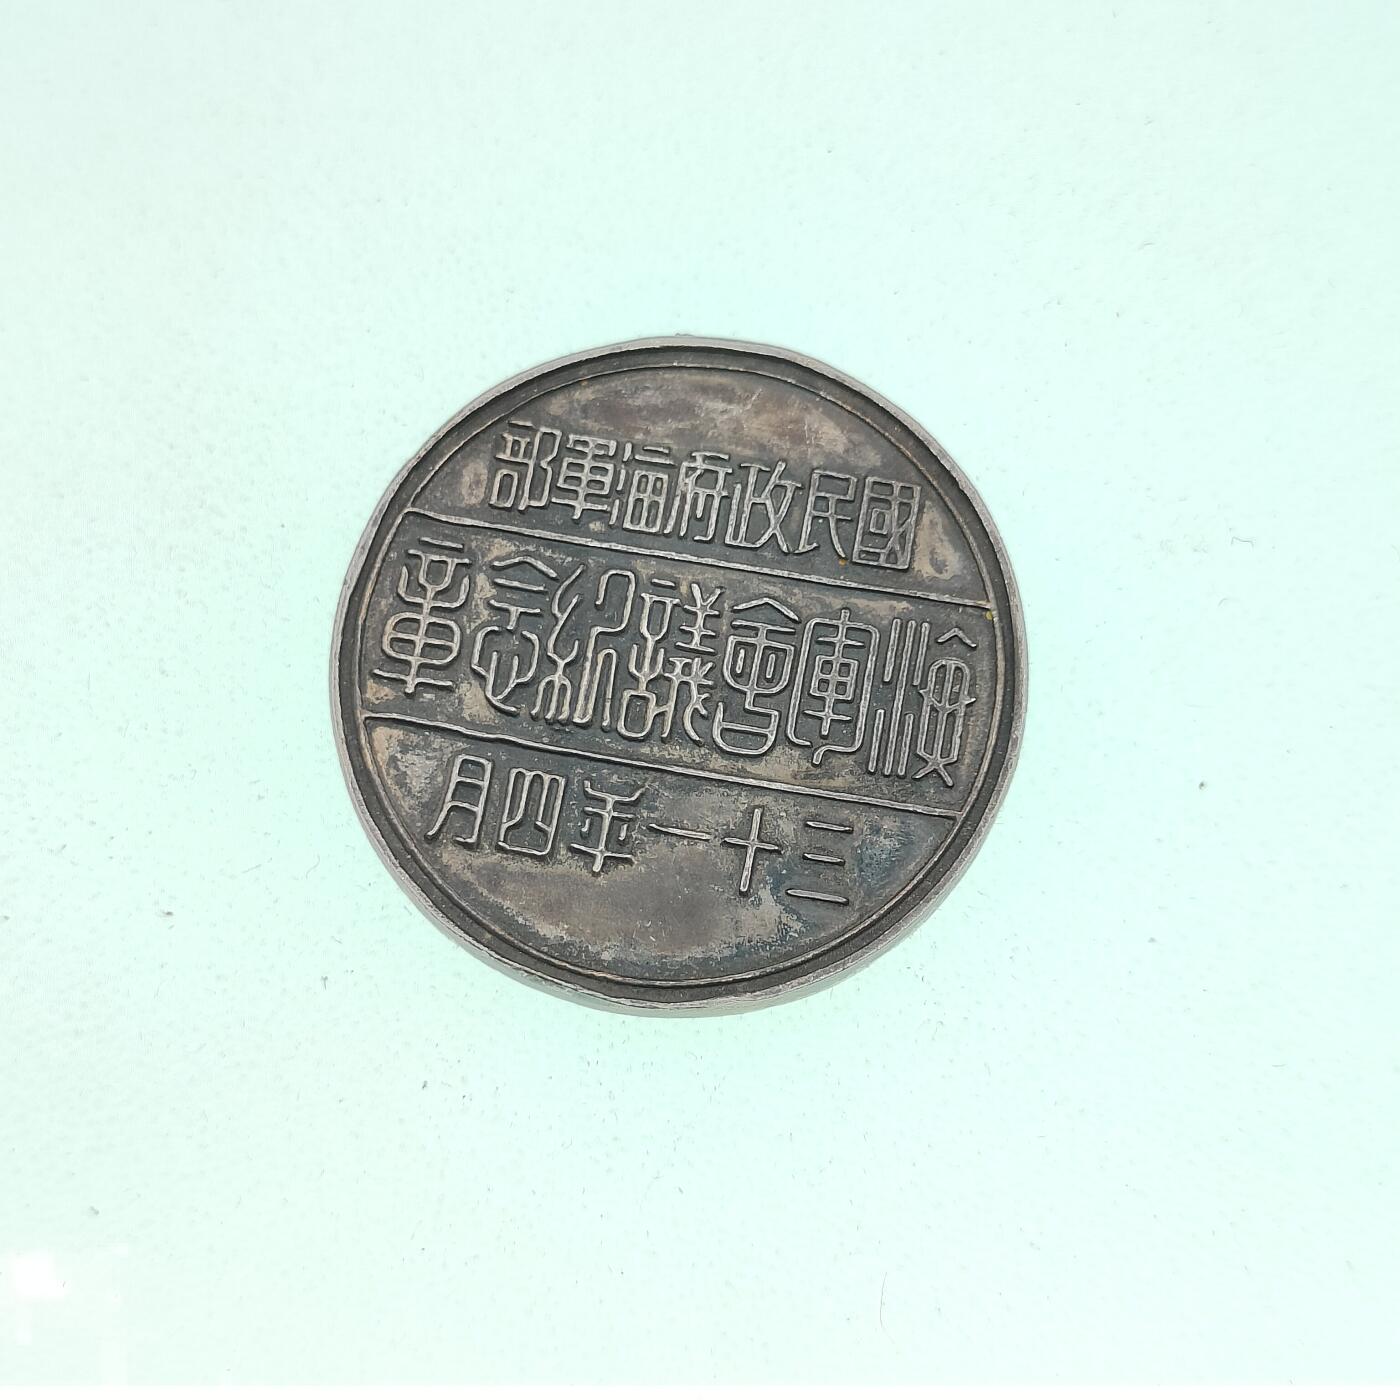 國民政府海軍部
海軍會議紀念章
三十一年四月